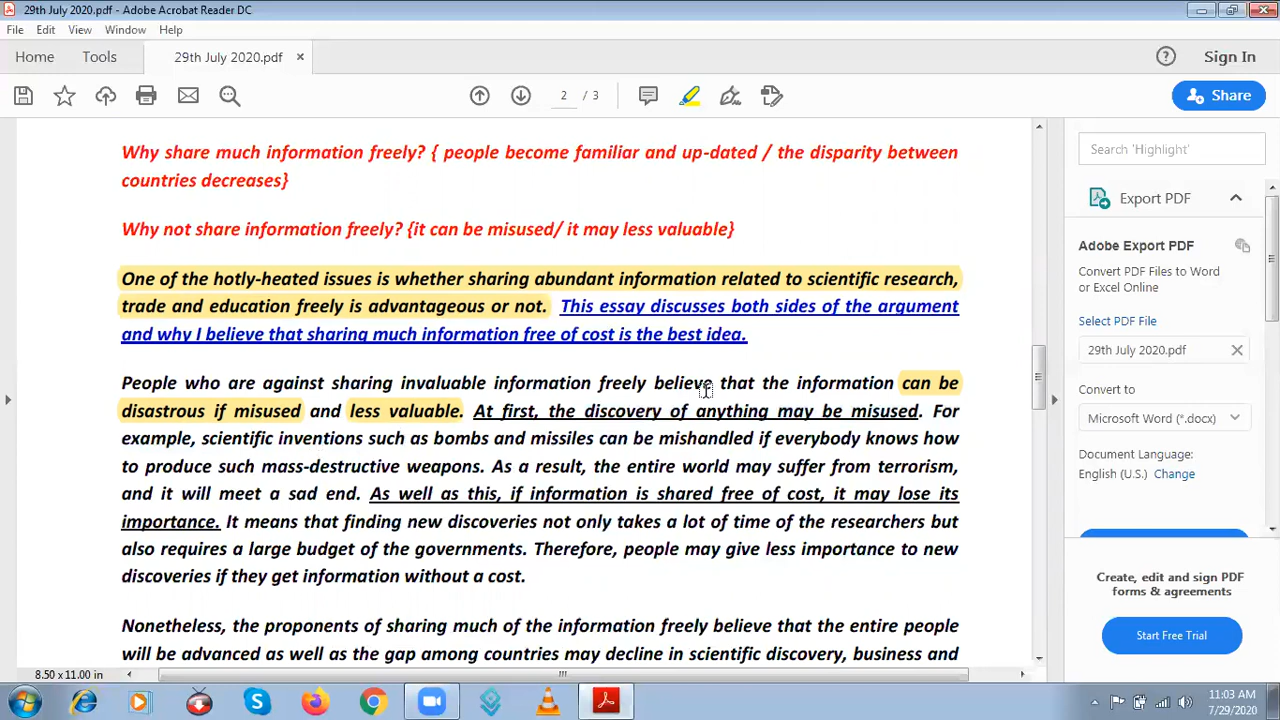 29th July 2020.pdf - Adobe Acrobat Reader DC
File Edit View Window Help
Home Tools 29th July 2020.pdf × Sign In
2 / 3 Share
Why share much information freely? { people become familiar and up-dated / the disparity between
countries decreases}
Why not share information freely? {it can be misused/ it may less valuable}
One of the hotly-heated issues is whether sharing abundant information related to scientific research,
trade and education freely is advantageous or not. This essay discusses both sides of the argument
and why I believe that sharing much information free of cost is the best idea.
People who are against sharing invaluable information freely believe that the information can be
disastrous if misused and less valuable. At first, the discovery of anything may be misused. For
example, scientific inventions such as bombs and missiles can be mishandled if everybody knows how
to produce such mass-destructive weapons. As a result, the entire world may suffer from terrorism,
and it will meet a sad end. As well as this, if information is shared free of cost, it may lose its
importance. It means that finding new discoveries not only takes a lot of time of the researchers but
also requires a large budget of the governments. Therefore, people may give less importance to new
discoveries if they get information without a cost.
Nonetheless, the proponents of sharing much of the information freely believe that the entire people
will be advanced as well as the gap among countries may decline in scientific discovery, business and
8.50 x 11.00 in
Search 'Highlight'
Export PDF
Adobe Export PDF
Convert PDF Files to Word
or Excel Online
Select PDF File
29th July 2020.pdf
Convert to
Microsoft Word (*.docx)
Document Language:
English (U.S.) Change
Create, edit and sign PDF
forms & agreements
Start Free Trial
11:03 AM
7/29/2020